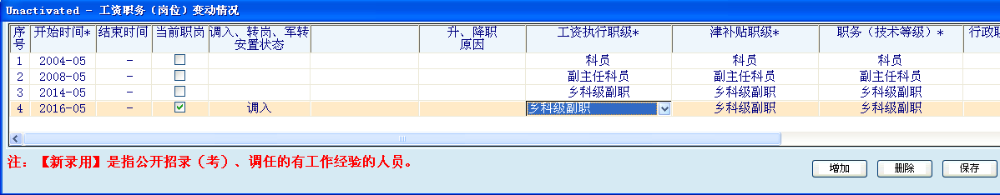 Unactivated - 工资职务（岗位）变动情况
序号 开始时间* 结束时间 当前职岗 调入、转岗、军转安置状态 升、降职原因 工资执行职级* 津补贴职级* 职务（技术等级）* 行政职
1 2004-05 - 科员 科员 科员
2 2008-05 - 副主任科员 副主任科员 副主任科员
3 2014-05 - 乡科级副职 乡科级副职 乡科级副职
4 2016-05 - 调入 乡科级副职 乡科级副职 乡科级副职
注：【新录用】是指公开招录（考）、调任的有工作经验的人员。
增加 删除 保存